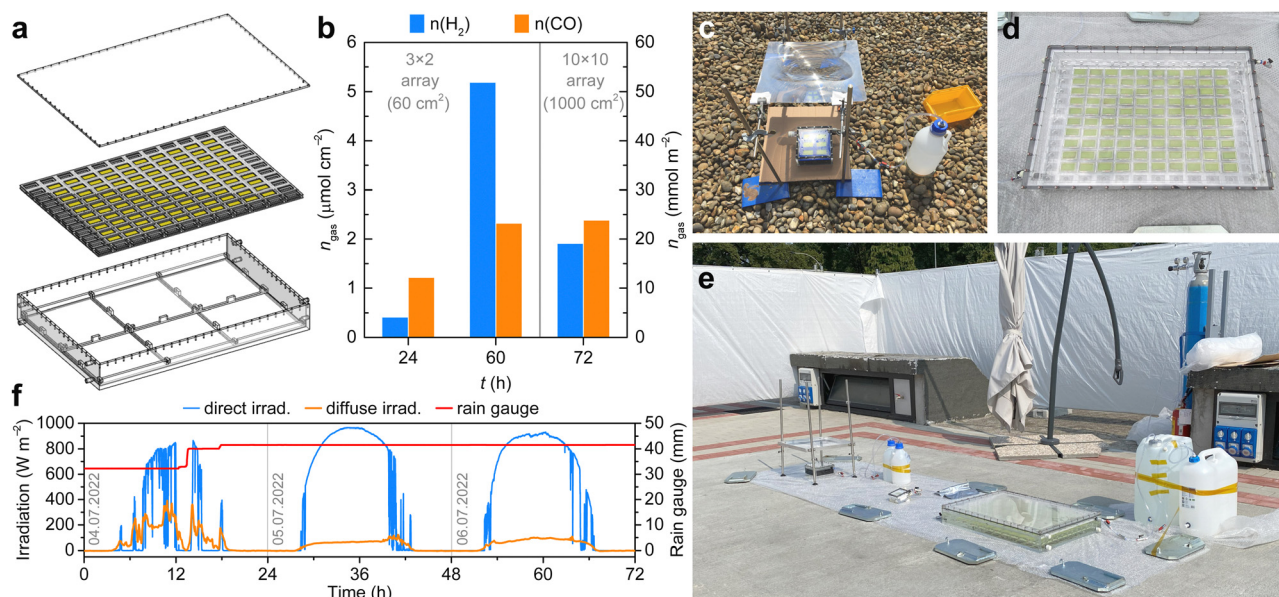 a
b
n(H₂)
n(CO)
6
5
4
3
2
1
0
n_gas (μmol cm⁻²)
3×2
array
(60 cm²)
10×10
array
(1000 cm²)
60
50
40
30
20
10
0
n_gas (mmol m⁻²)
24
60
72
t (h)
c
d
e
f
direct irrad.
diffuse irrad.
rain gauge
1000
800
600
400
200
0
Irradiation (W m⁻²)
04.07.2022
05.07.2022
06.07.2022
50
40
30
20
10
0
Rain gauge (mm)
0
12
24
36
48
60
72
Time (h)